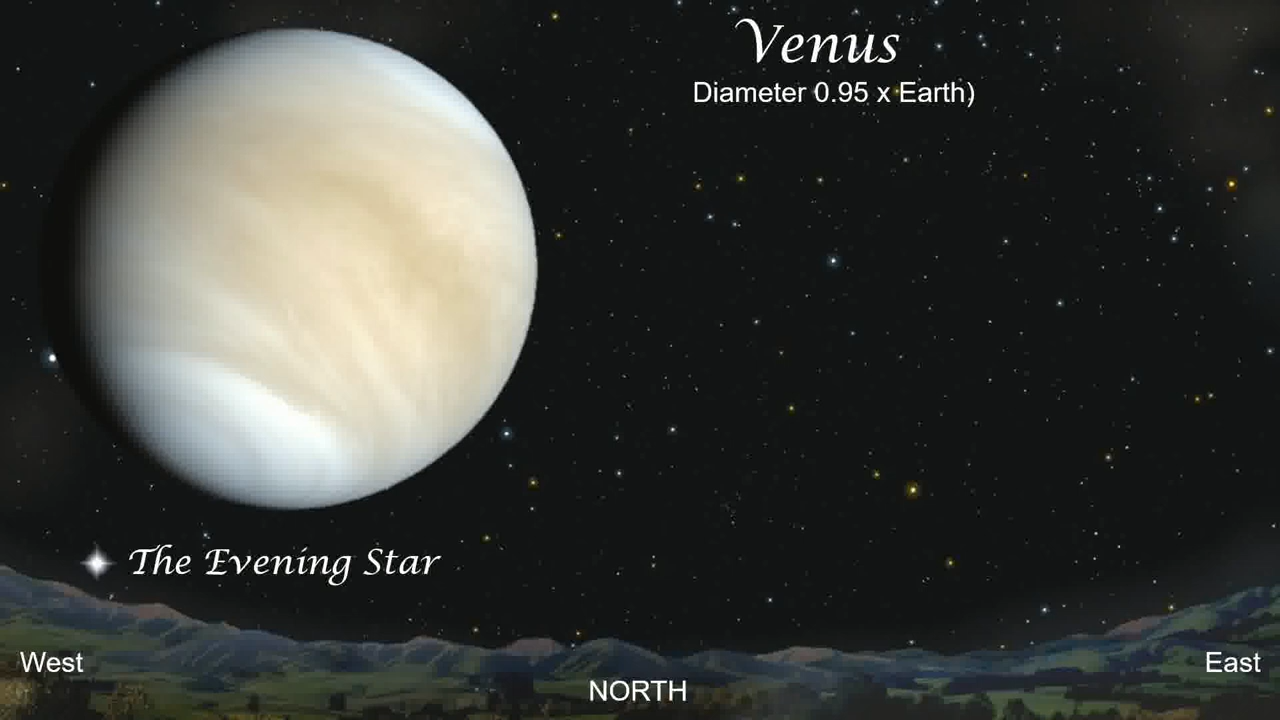 Venus
Diameter 0.95 x Earth)
The Evening Star
West
East
NORTH